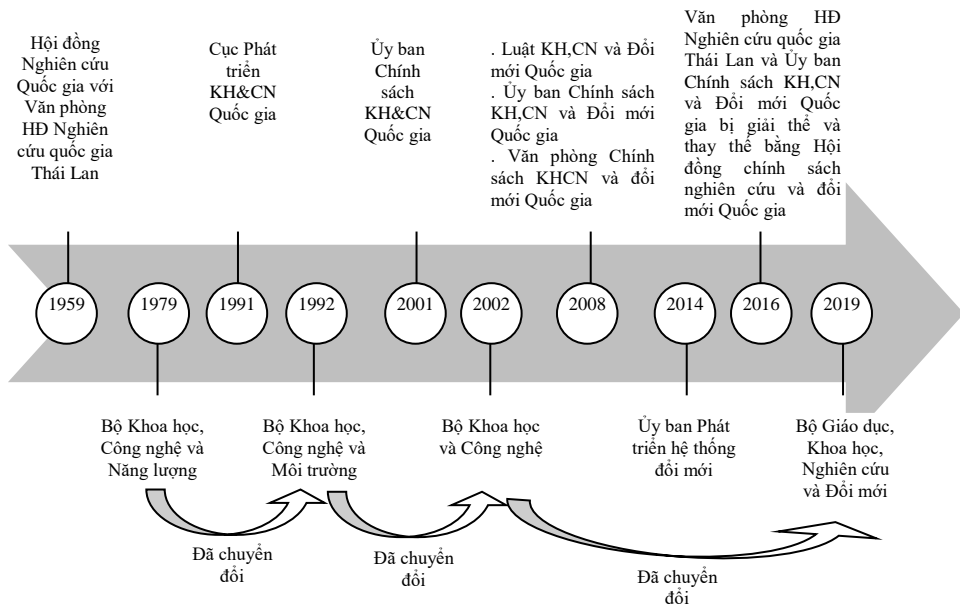 Hội đồng
Nghiên cứu
Quốc gia với
Văn phòng
HĐ Nghiên
cứu quốc gia
Thái Lan
Cục Phát
triển
KH&CN
Quốc gia
Ủy ban
Chính
sách
KH&CN
Quốc gia
. Luật KH,CN và Đổi
mới Quốc gia
. Ủy ban Chính sách
KH,CN và Đổi mới
Quốc gia
. Văn phòng Chính
sách KHCN và đổi
mới Quốc gia
Văn phòng HĐ
Nghiên cứu quốc gia
Thái Lan và Ủy ban
Chính sách KH,CN
và Đổi mới Quốc
gia bị giải thể và
thay thế bằng Hội
đồng chính sách
nghiên cứu và đổi
mới Quốc gia
1959
1979
1991
1992
2001
2002
2008
2014
2016
2019
Bộ Khoa học,
Công nghệ và
Năng lượng
Bộ Khoa học,
Công nghệ và
Môi trường
Bộ Khoa học
và Công nghệ
Ủy ban Phát
triển hệ thống
đổi mới
Bộ Giáo dục,
Khoa học,
Nghiên cứu
và Đổi mới
Đã chuyển
đổi
Đã chuyển
đổi
Đã chuyển
đổi